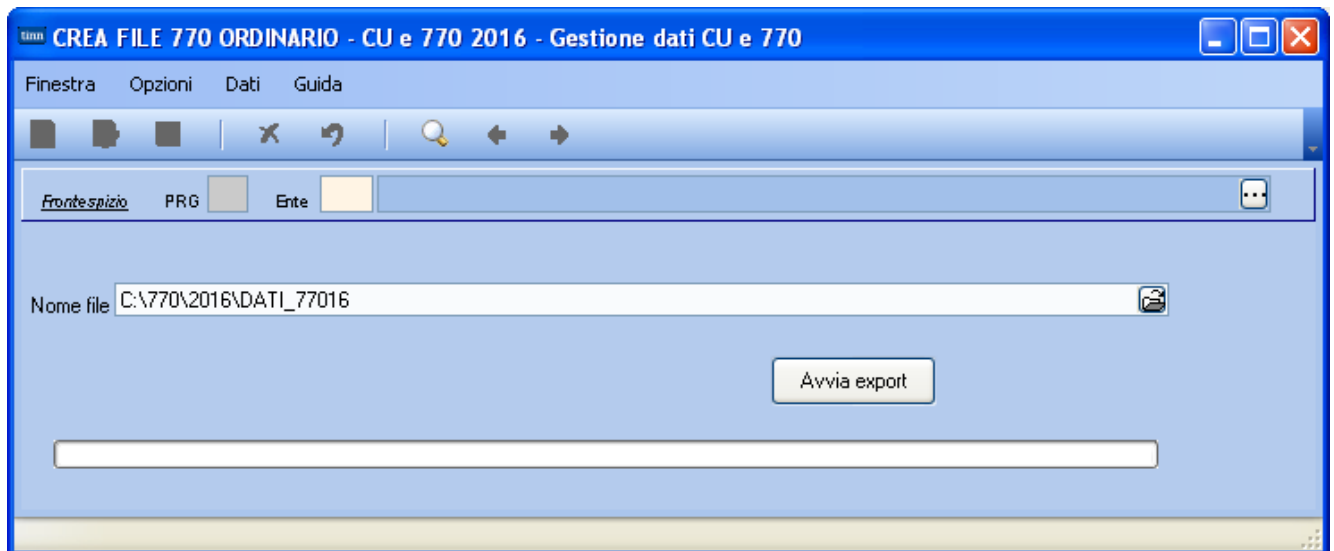 tinn CREA FILE 770 ORDINARIO - CU e 770 2016 - Gestione dati CU e 770
Finestra Opzioni Dati Guida
Frontespizio PRG Ente ...
Nome file C:\770\2016\DATI_77016
Avvia export